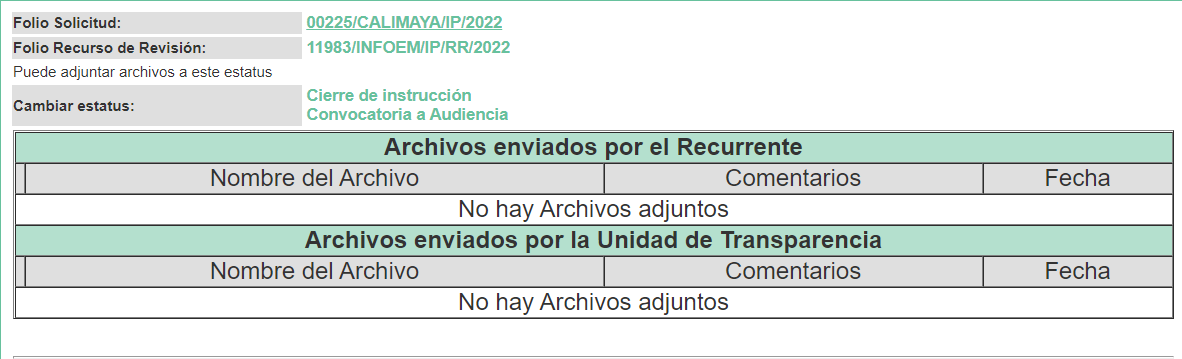 Folio Solicitud: 00225/CALIMAYA/IP/2022
Folio Recurso de Revisión: 11983/INFOEM/IP/RR/2022
Puede adjuntar archivos a este estatus
Cambiar estatus: Cierre de instrucción
Convocatoria a Audiencia
Archivos enviados por el Recurrente
Nombre del Archivo Comentarios Fecha
No hay Archivos adjuntos
Archivos enviados por la Unidad de Transparencia
Nombre del Archivo Comentarios Fecha
No hay Archivos adjuntos